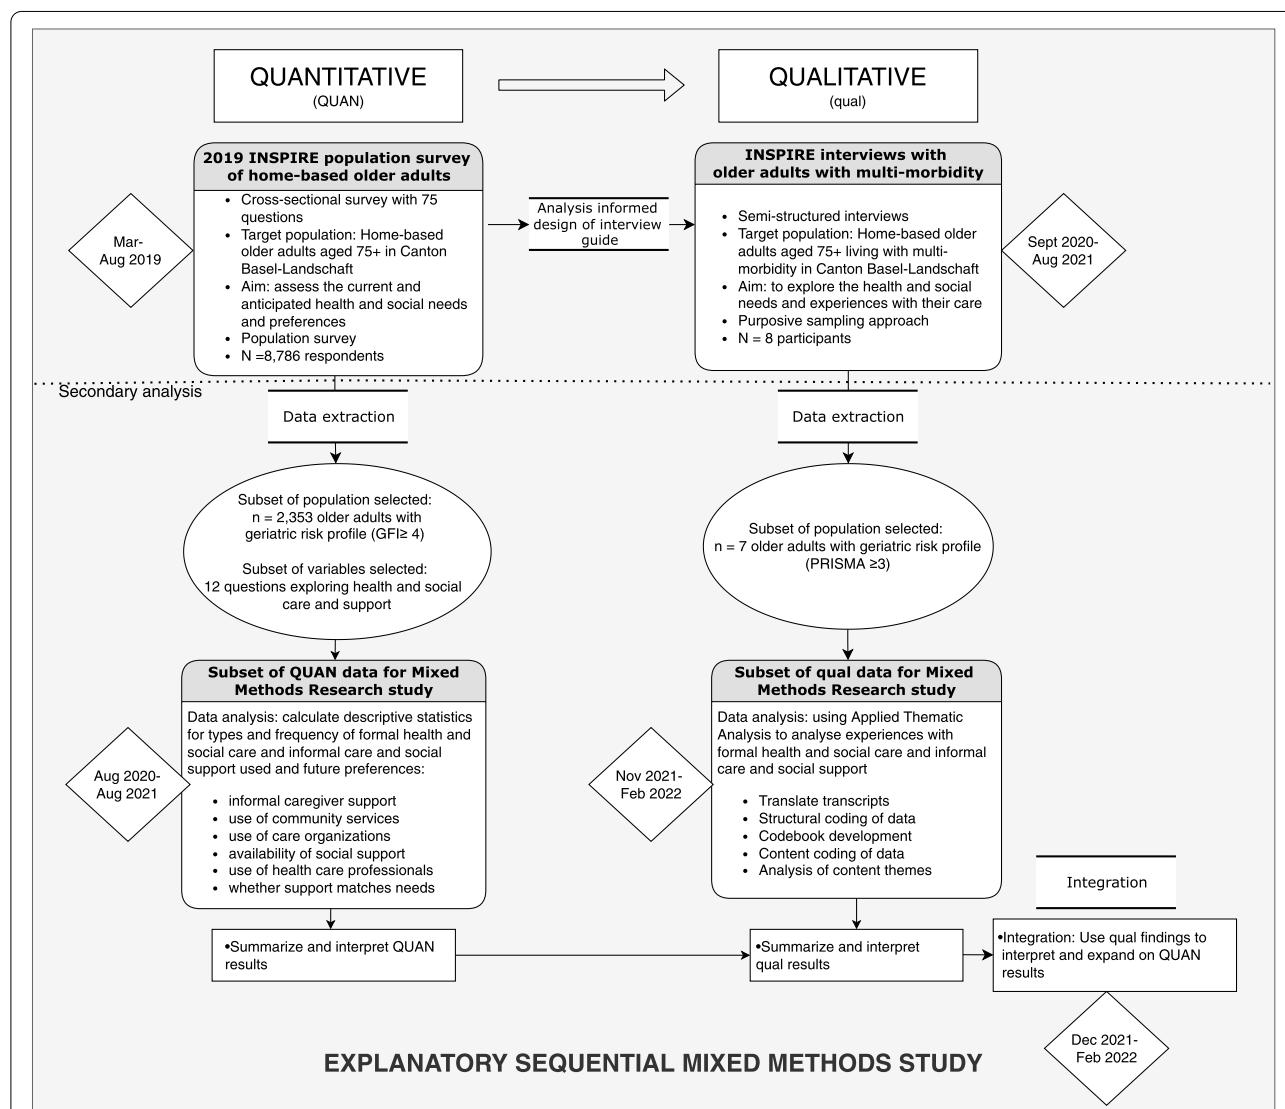 QUANTITATIVE
(QUAN)
QUALITATIVE
(qual)
2019 INSPIRE population survey
of home-based older adults
• Cross-sectional survey with 75
questions
• Target population: Home-based
older adults aged 75+ in Canton
Basel-Landschaft
• Aim: assess the current and
anticipated health and social needs
and preferences
• Population survey
• N =8,786 respondents
Mar-
Aug 2019
Analysis informed
design of interview
guide
INSPIRE interviews with
older adults with multi-morbidity
• Semi-structured interviews
• Target population: Home-based older
adults aged 75+ living with multi-
morbidity in Canton Basel-Landschaft
• Aim: to explore the health and social
needs and experiences with their care
• Purposive sampling approach
• N = 8 participants
Sept 2020-
Aug 2021
Secondary analysis
Data extraction
Data extraction
Subset of population selected:
n = 2,353 older adults with
geriatric risk profile (GFI≥ 4)
Subset of variables selected:
12 questions exploring health and social
care and support
Subset of population selected:
n = 7 older adults with geriatric risk profile
(PRISMA ≥3)
Subset of QUAN data for Mixed
Methods Research study
Data analysis: calculate descriptive statistics
for types and frequency of formal health and
social care and informal care and social
support used and future preferences:
• informal caregiver support
• use of community services
• use of care organizations
• availability of social support
• use of health care professionals
• whether support matches needs
Aug 2020-
Aug 2021
Subset of qual data for Mixed
Methods Research study
Data analysis: using Applied Thematic
Analysis to analyse experiences with
formal health and social care and informal
care and social support
• Translate transcripts
• Structural coding of data
• Codebook development
• Content coding of data
• Analysis of content themes
Nov 2021-
Feb 2022
Integration
•Summarize and interpret QUAN
results
•Summarize and interpret
qual results
•Integration: Use qual findings to
interpret and expand on QUAN
results
Dec 2021-
Feb 2022
EXPLANATORY SEQUENTIAL MIXED METHODS STUDY